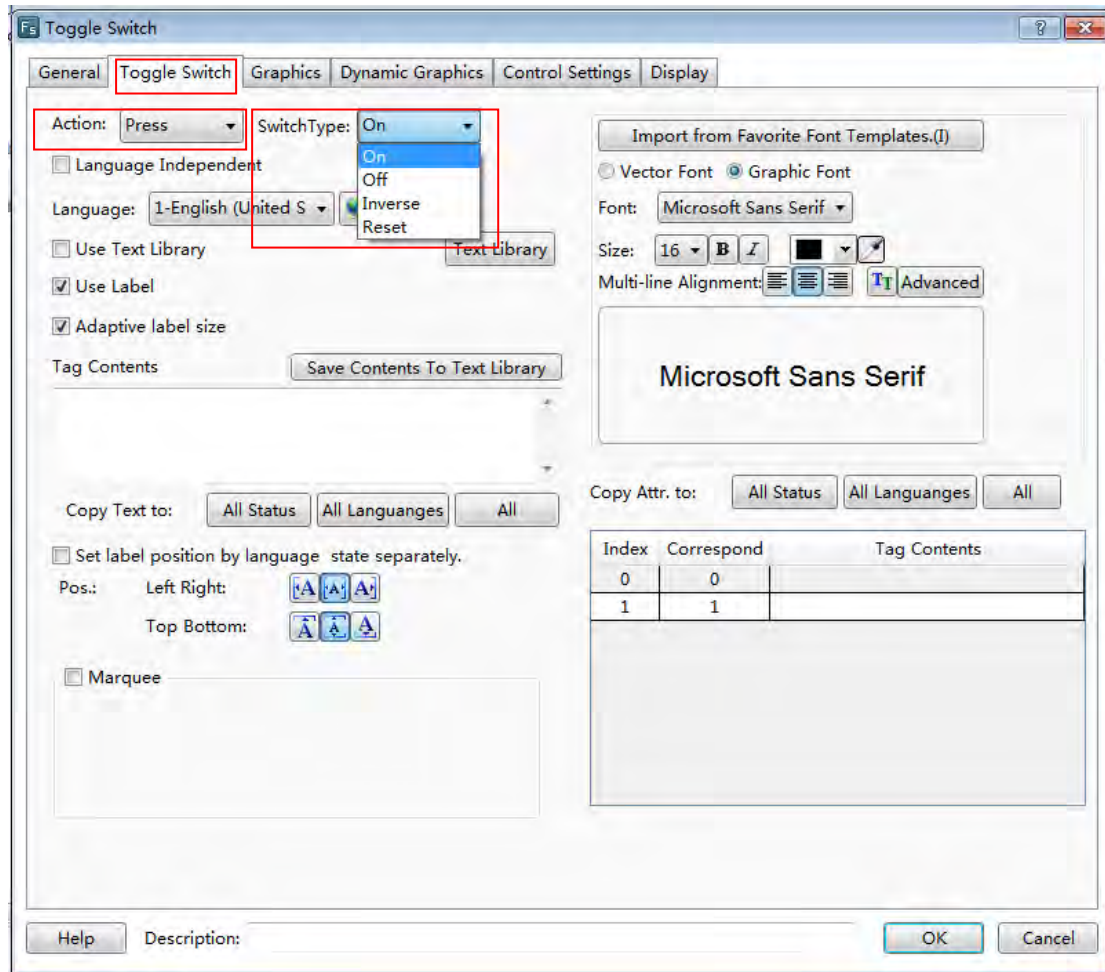 Fs Toggle Switch
General Toggle Switch Graphics Dynamic Graphics Control Settings Display
Action: Press SwitchType: On
On
Off
Inverse
Reset
Language Independent
Language: 1-English (United S
Use Text Library Text Library
Use Label
Adaptive label size
Tag Contents Save Contents To Text Library
Copy Text to: All Status All Languanges All
Set label position by language state separately.
Pos.: Left Right: A A A
Top Bottom: A A A
Marquee
Import from Favorite Font Templates.(I)
Vector Font Graphic Font
Font: Microsoft Sans Serif
Size: 16 B I
Multi-line Alignment: TT Advanced
Microsoft Sans Serif
Copy Attr. to: All Status All Languanges All
Index Correspond Tag Contents
0 0
1 1
Help Description: OK Cancel